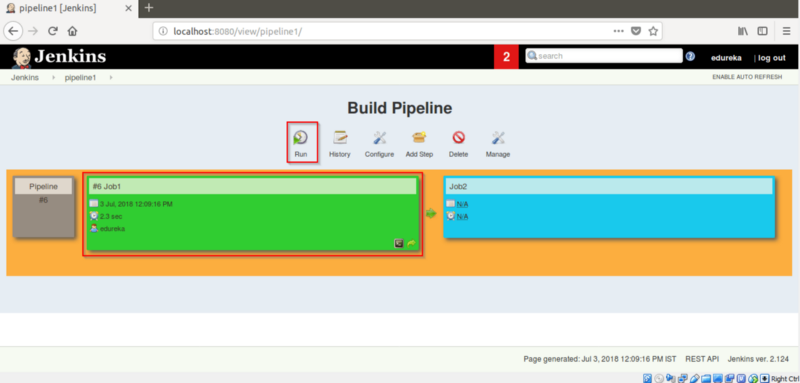 pipeline1 [Jenkins]
localhost:8080/view/pipeline1/
Jenkins
2
search
edureka
| log out
Jenkins
pipeline1
ENABLE AUTO REFRESH
Build Pipeline
Run
History
Configure
Add Step
Delete
Manage
Pipeline
#6
#6 Job1
3 Jul, 2018 12:09:16 PM
2.3 sec
edureka
Job2
N/A
N/A
Page generated: Jul 3, 2018 12:09:16 PM IST
REST API
Jenkins ver. 2.124
Right Ctrl